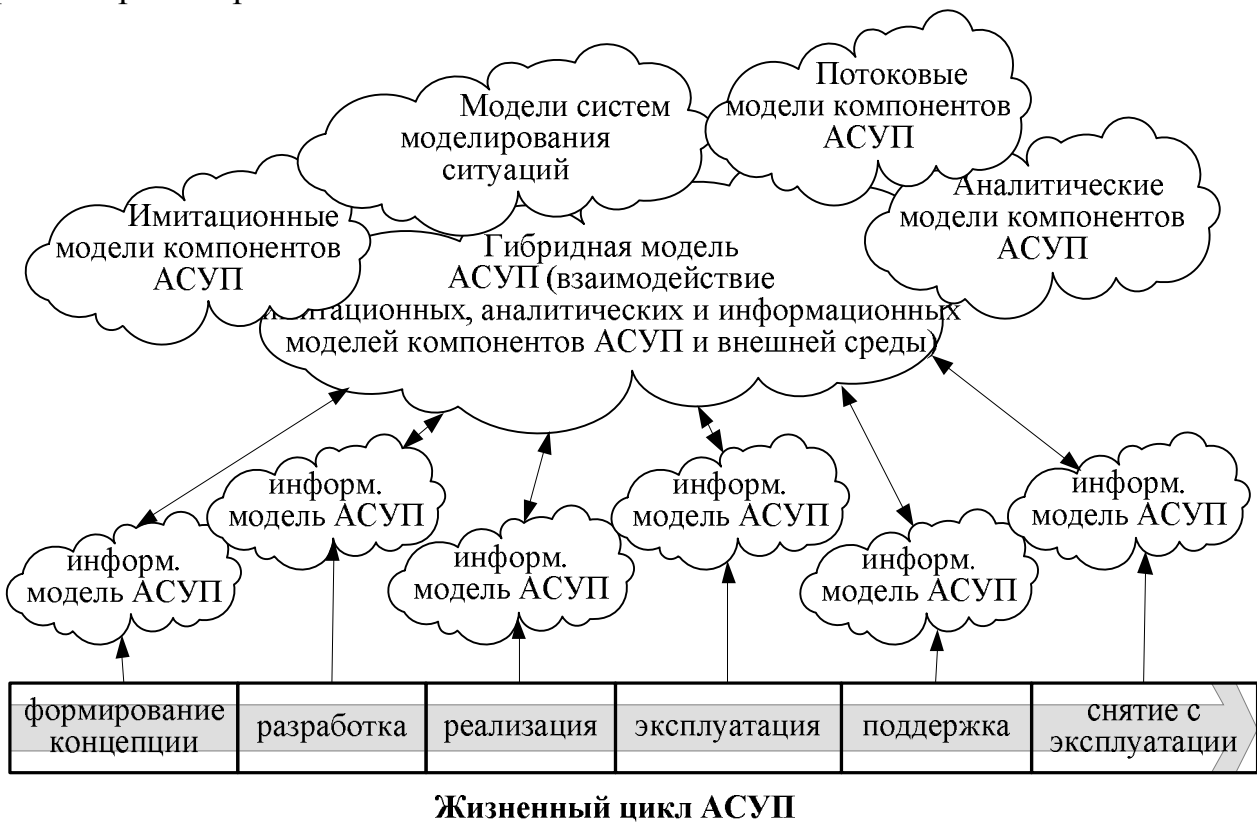 Потоковые
модели компонентов
АСУП
Модели систем
моделирования
ситуаций
Аналитические
модели компонентов
АСУП
Имитационные
модели компонентов
АСУП
Гибридная модель
АСУП (взаимодействие
аналитических и информационных
моделей компонентов АСУП и внешней среды)
информ.
модель АСУП
информ.
модель АСУП
информ.
модель АСУП
информ.
модель АСУП
информ.
модель АСУП
информ.
модель АСУП
формирование
концепции
разработка
реализация
эксплуатация
поддержка
снятие с
эксплуатации
Жизненный цикл АСУП